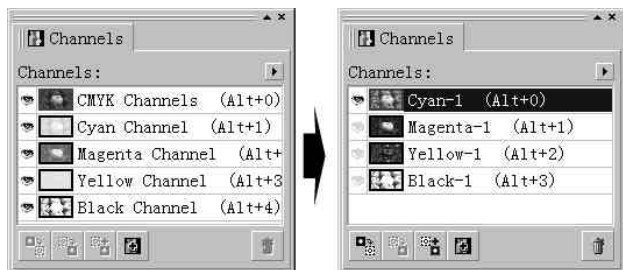 Channels
Channels:
CMYK Channels (Alt+0)
Cyan Channel (Alt+1)
Magenta Channel (Alt+
Yellow Channel (Alt+3
Black Channel (Alt+4)
Channels
Channels:
Cyan-1 (Alt+0)
Magenta-1 (Alt+1)
Yellow-1 (Alt+2)
Black-1 (Alt+3)